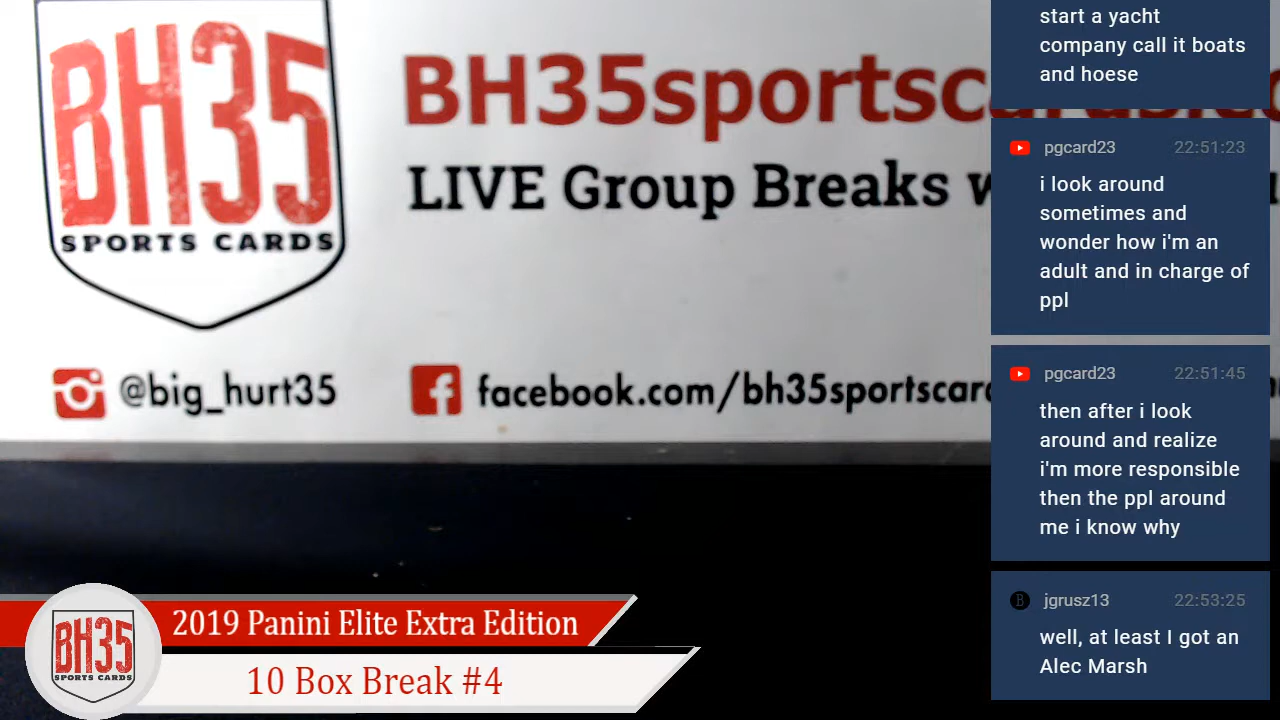 BH35
SPORTS CARDS
BH35sportsc
LIVE Group Breaks
@big_hurt35
facebook.com/bh35sportscar
2019 Panini Elite Extra Edition
10 Box Break #4
BH35
SPORTS CARDS
start a yacht
company call it boats
and hoese
pgcard23 22:51:23
i look around
sometimes and
wonder how i'm an
adult and in charge of
ppl
pgcard23 22:51:45
then after i look
around and realize
i'm more responsible
then the ppl around
me i know why
jgrusz13 22:53:25
well, at least I got an
Alec Marsh